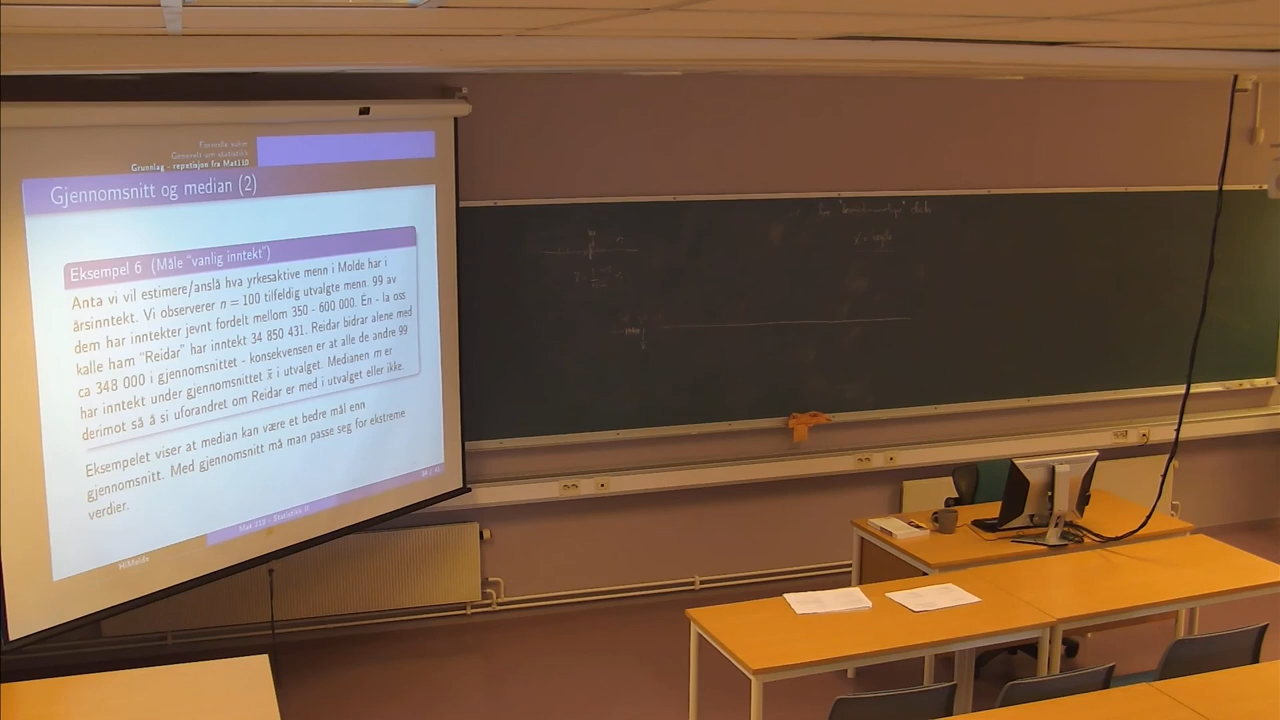 Formelle saker
Generelt om statistikk
Grunnlag - repetisjon fra Mat110
Gjennomsnitt og median (2)
Eksempel 6 (Måle "vanlig inntekt")
Anta vi vil estimere/anslå hva yrkesaktive menn i Molde har i
årsinntekt. Vi observerer n = 100 tilfeldig utvalgte menn. 99 av
dem har inntekter jevnt fordelt mellom 350 - 600 000. En - la oss
kalle ham "Reidar" har inntekt 34 850 431. Reidar bidrar alene med
ca 348 000 i gjennomsnittet - konsekvensen er at alle de andre 99
har inntekt under gjennomsnittet x̄ i utvalget. Medianen m er
derimot så å si uforandret om Reidar er med i utvalget eller ikke.
Eksempelet viser at median kan være et bedre mål enn
gjennomsnitt. Med gjennomsnitt må man passe seg for ekstreme
verdier.
HiMolde